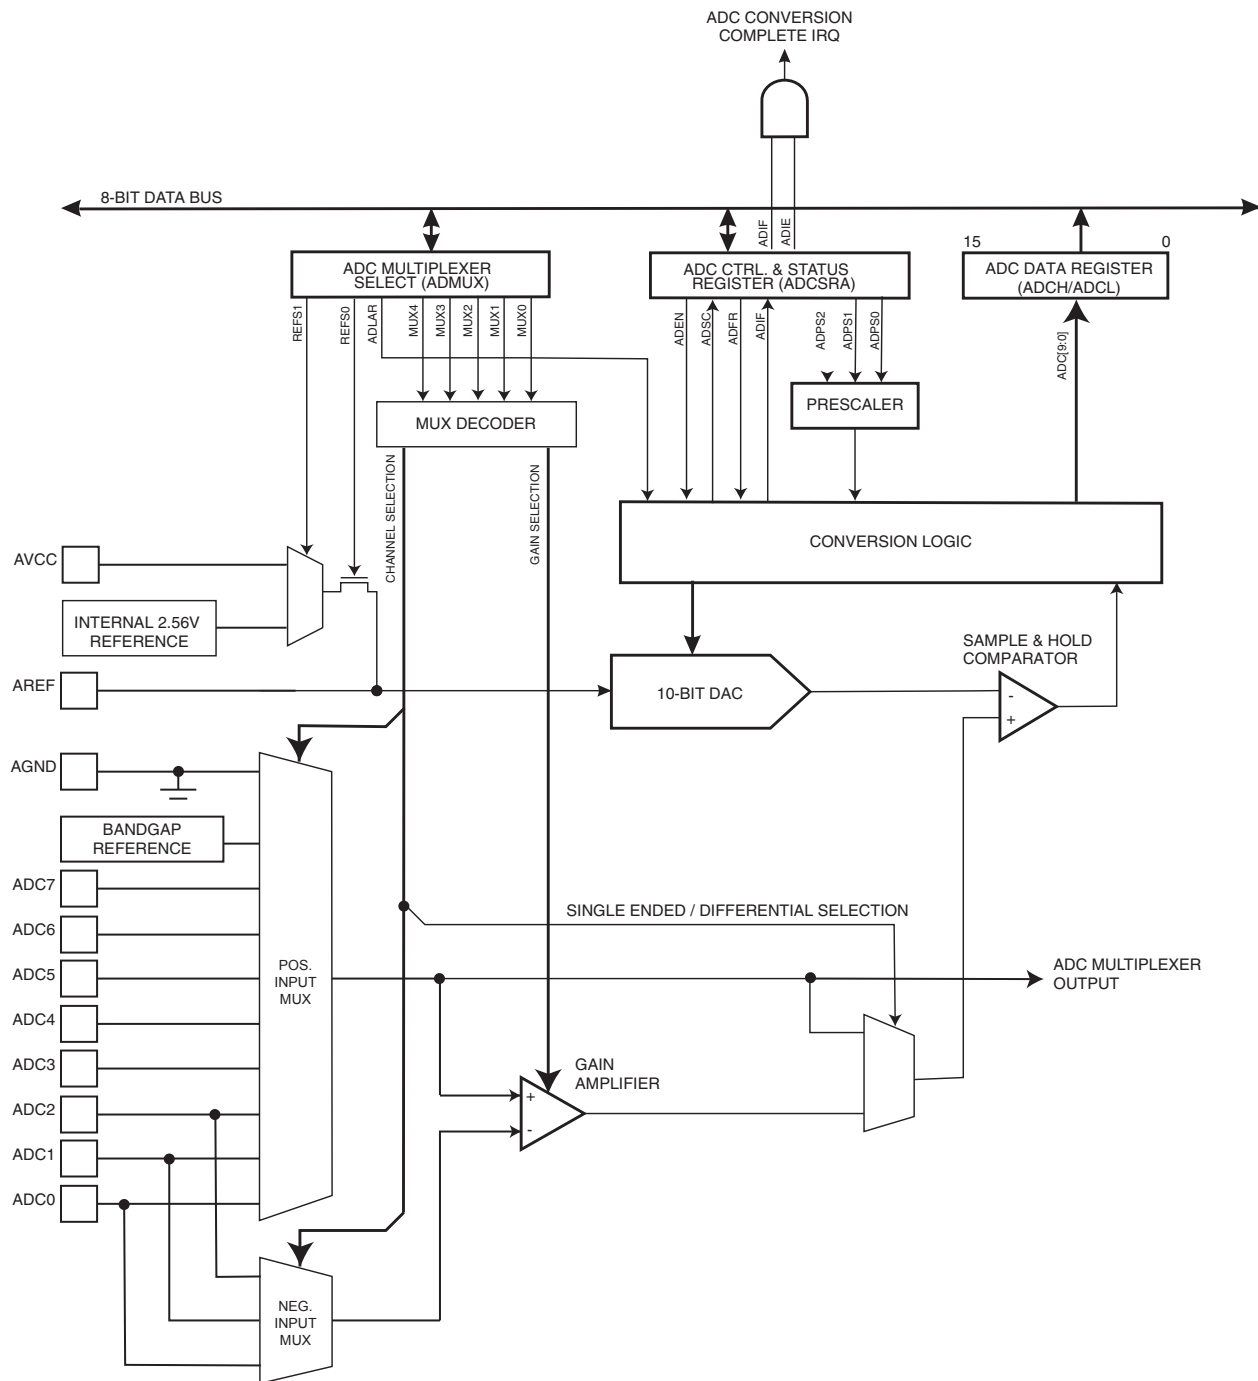 ADC CONVERSION
COMPLETE IRQ
8-BIT DATA BUS
ADIF
ADIE
15
0
ADC MULTIPLEXER
SELECT (ADMUX)
ADC CTRL. & STATUS
REGISTER (ADCSRA)
ADC DATA REGISTER
(ADCH/ADCL)
REFS1
REFS0
ADLAR
MUX4
MUX3
MUX2
MUX1
MUX0
ADEN
ADSC
ADFR
ADIF
ADPS2
ADPS1
ADPS0
ADC[9:0]
PRESCALER
MUX DECODER
CHANNEL SELECTION
GAIN SELECTION
CONVERSION LOGIC
AVCC
INTERNAL 2.56V
REFERENCE
SAMPLE & HOLD
COMPARATOR
AREF
10-BIT DAC
-
+
AGND
BANDGAP
REFERENCE
ADC7
SINGLE ENDED / DIFFERENTIAL SELECTION
ADC6
ADC5
POS.
INPUT
MUX
ADC MULTIPLEXER
OUTPUT
ADC4
ADC3
GAIN
AMPLIFIER
+
-
ADC2
ADC1
ADC0
NEG.
INPUT
MUX